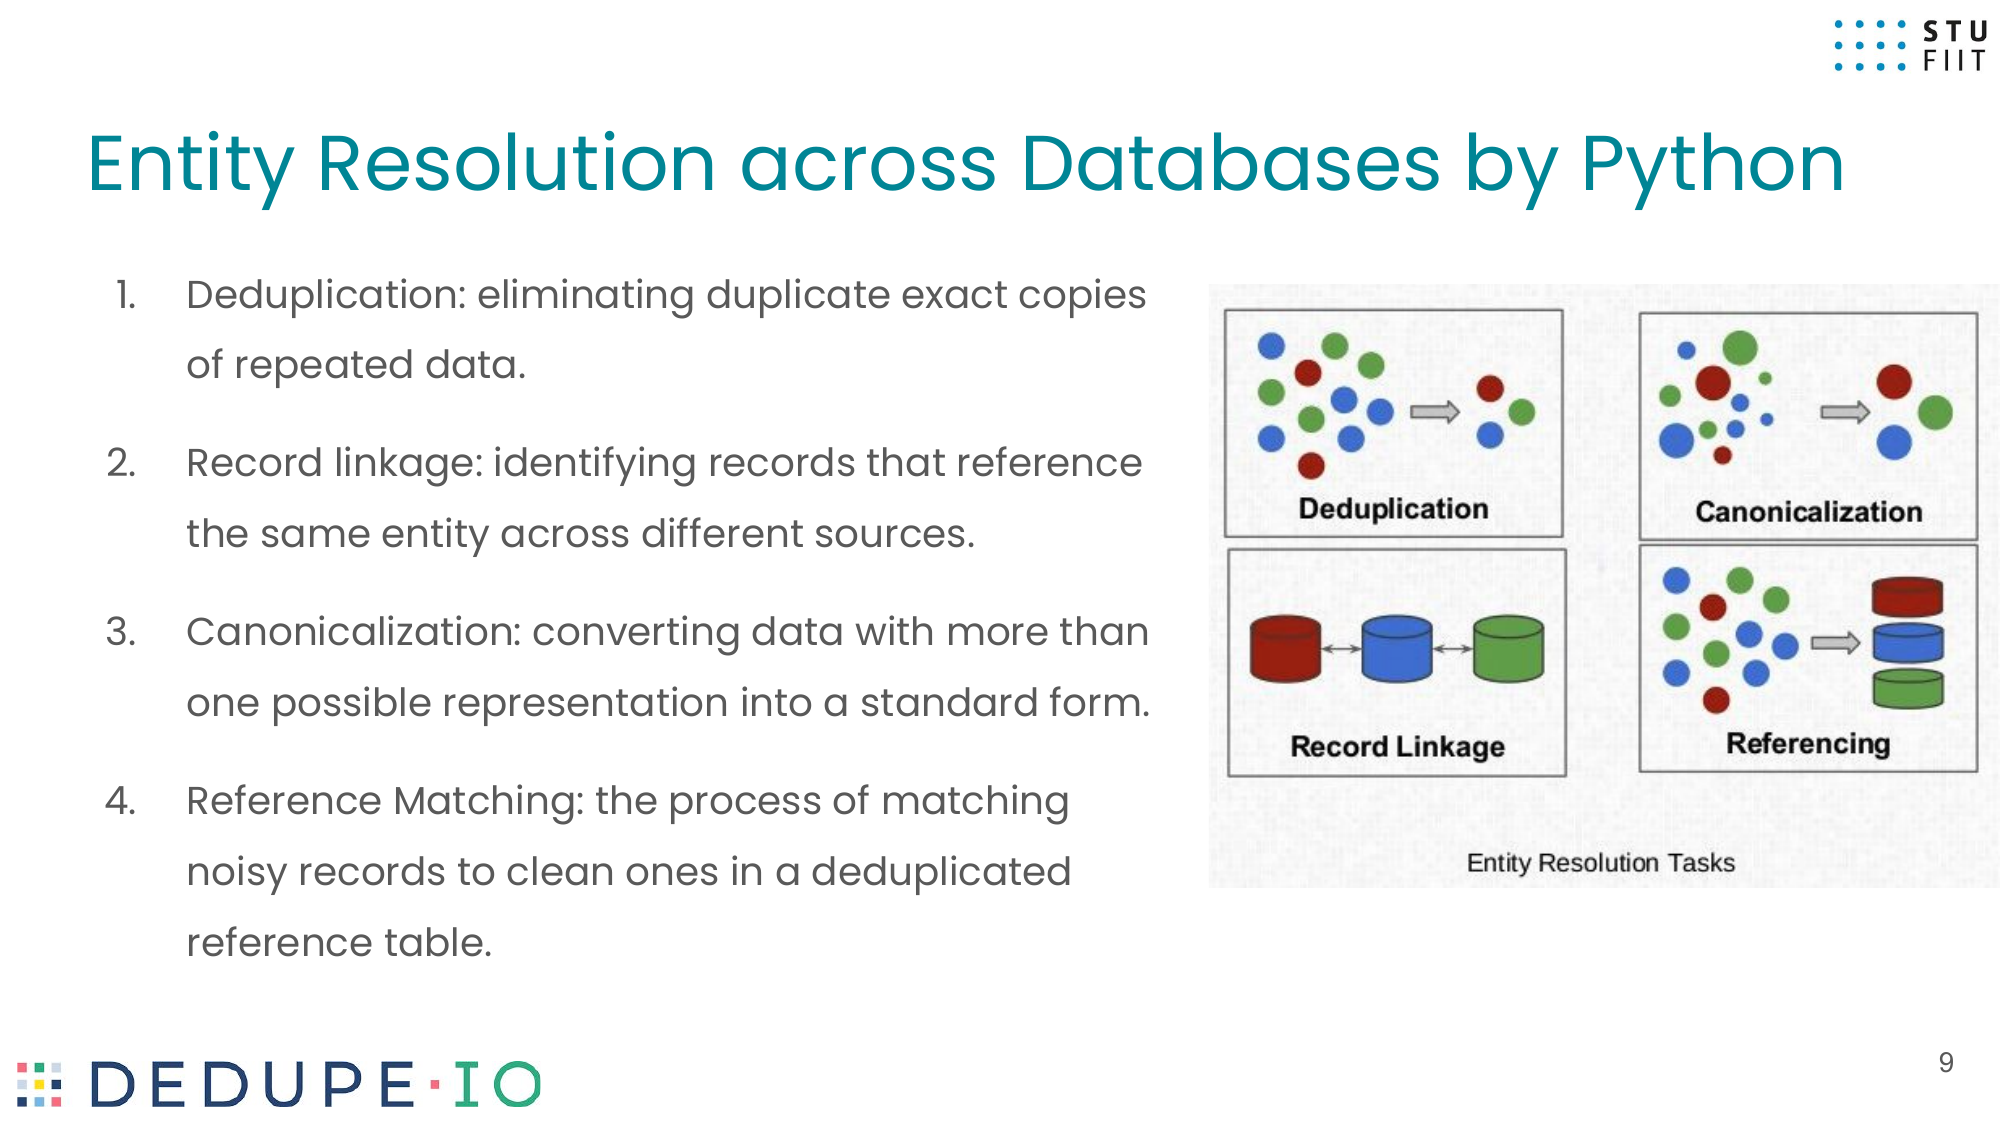 STU
FIIT
Entity Resolution across Databases by Python
1. Deduplication: eliminating duplicate exact copies
of repeated data.
2. Record linkage: identifying records that reference
the same entity across different sources.
3. Canonicalization: converting data with more than
one possible representation into a standard form.
4. Reference Matching: the process of matching
noisy records to clean ones in a deduplicated
reference table.
Deduplication
Canonicalization
Record Linkage
Referencing
Entity Resolution Tasks
DEDUPE·IO
9